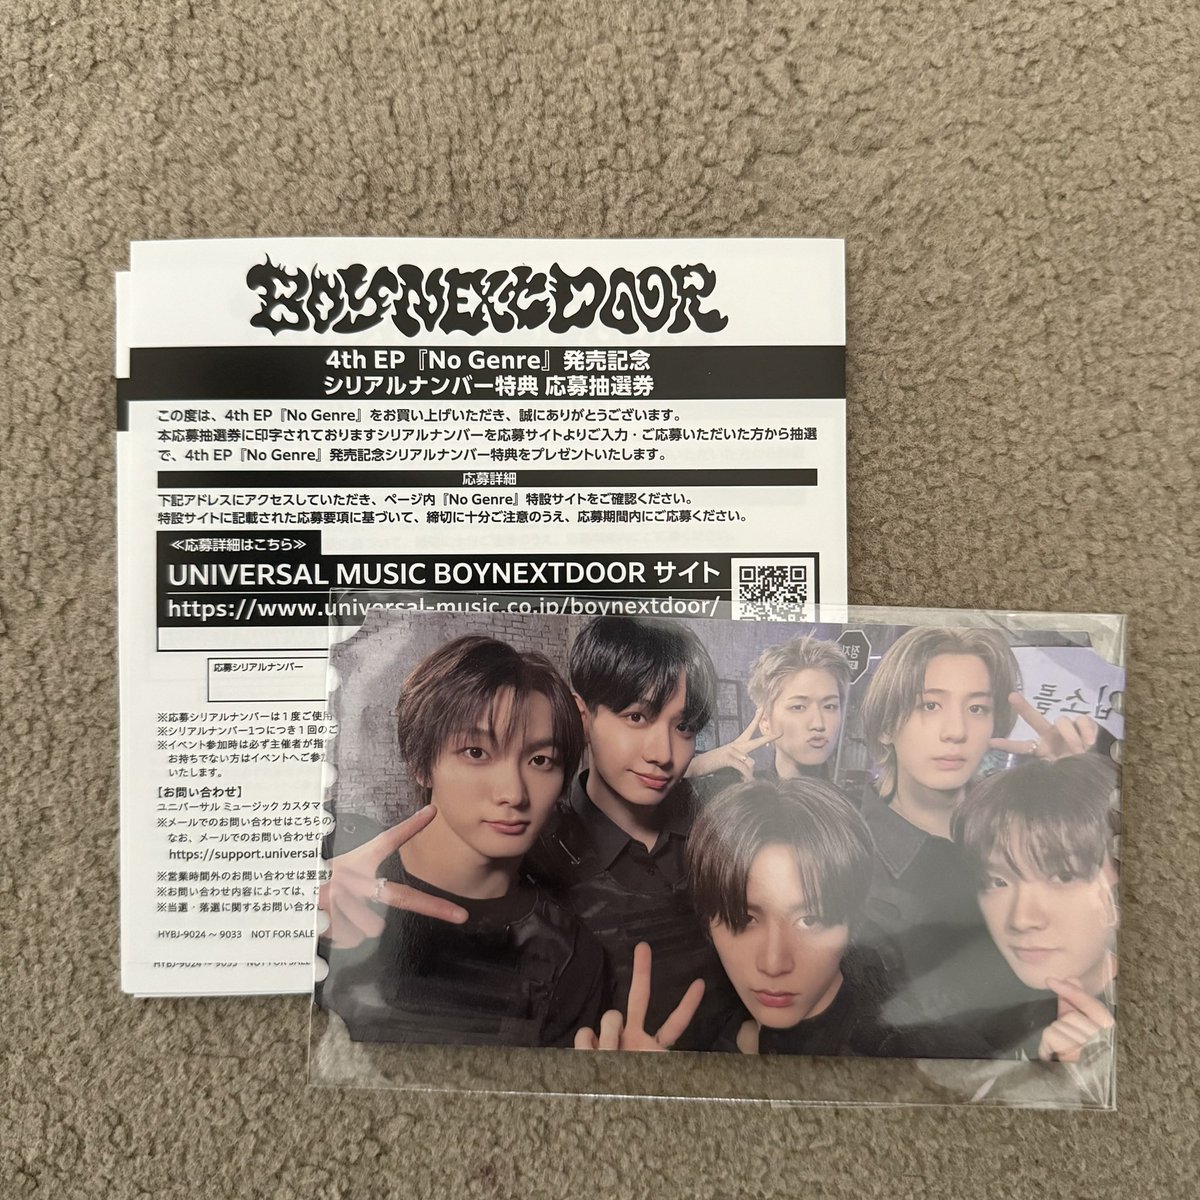 BOYNEXTDOOR
4th EP『No Genre』発売記念
シリアルナンバー特典 応募抽選券
この度は、4th EP『No Genre』をお買い上げいただき、誠にありがとうございます。
本応募抽選券に印字されておりますシリアルナンバーを応募サイトよりご入力・ご応募いただいた方から抽選
で、4th EP『No Genre』発売記念シリアルナンバー特典をプレゼントいたします。
応募詳細
下記アドレスにアクセスしていただき、ページ内『No Genre』特設サイトをご確認ください。
特設サイトに記載された応募要項に基づいて、締切に十分ご注意のうえ、応募期間内にご応募ください。
≪応募詳細はこちら≫
UNIVERSAL MUSIC BOYNEXTDOOR サイト
https://www.universal-music.co.jp/boynextdoor/
応募シリアルナンバー
※応募シリアルナンバーは1度ご使用
※シリアルナンバー1つにつき1回のご
※イベント参加時は必ず主催者が指
お持ちでない方はイベントへご参加
いたします。
【お問い合わせ】
ユニバーサル ミュージック カスタマ
※メールでのお問い合わせはこちらの
なお、メールでのお問い合わせの
https://support.universal-
※営業時間外のお問い合わせは翌営業
※お問い合わせ内容によっては、ご
※当選・落選に関するお問い合わ
HYBJ-9024～9033 NOT FOR SALE
HYBJ-9024～9033 NOT FOR SALE